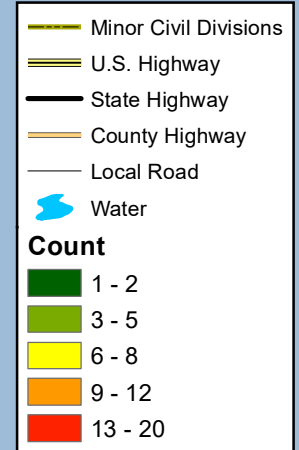 Minor Civil Divisions
U.S. Highway
State Highway
County Highway
Local Road
Water
Count
1 - 2
3 - 5
6 - 8
9 - 12
13 - 20